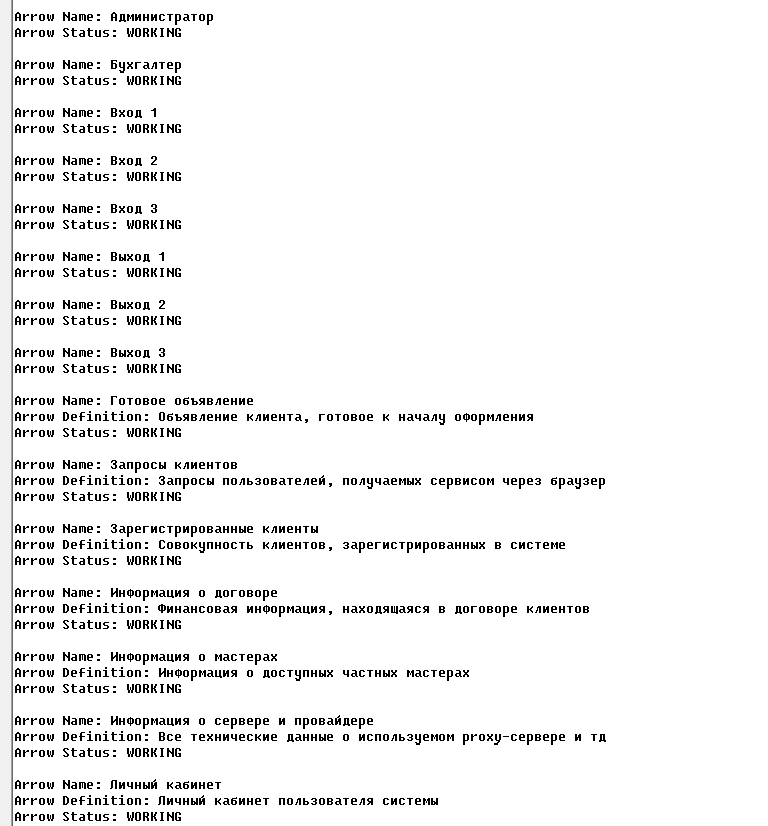 Arrow Name: Администратор
Arrow Status: WORKING
Arrow Name: Бухгалтер
Arrow Status: WORKING
Arrow Name: Вход 1
Arrow Status: WORKING
Arrow Name: Вход 2
Arrow Status: WORKING
Arrow Name: Вход 3
Arrow Status: WORKING
Arrow Name: Выход 1
Arrow Status: WORKING
Arrow Name: Выход 2
Arrow Status: WORKING
Arrow Name: Выход 3
Arrow Status: WORKING
Arrow Name: Готовое объявление
Arrow Definition: Объявление клиента, готовое к началу оформления
Arrow Status: WORKING
Arrow Name: Запросы клиентов
Arrow Definition: Запросы пользователей, получаемых сервисом через браузер
Arrow Status: WORKING
Arrow Name: Зарегистрированные клиенты
Arrow Definition: Совокупность клиентов, зарегистрированных в системе
Arrow Status: WORKING
Arrow Name: Информация о договоре
Arrow Definition: Финансовая информация, находящаяся в договоре клиентов
Arrow Status: WORKING
Arrow Name: Информация о мастерах
Arrow Definition: Информация о доступных частных мастерах
Arrow Status: WORKING
Arrow Name: Информация о сервере и провайдере
Arrow Definition: Все технические данные о используемом proxy-сервере и тд
Arrow Status: WORKING
Arrow Name: Личный кабинет
Arrow Definition: Личный кабинет пользователя системы
Arrow Status: WORKING